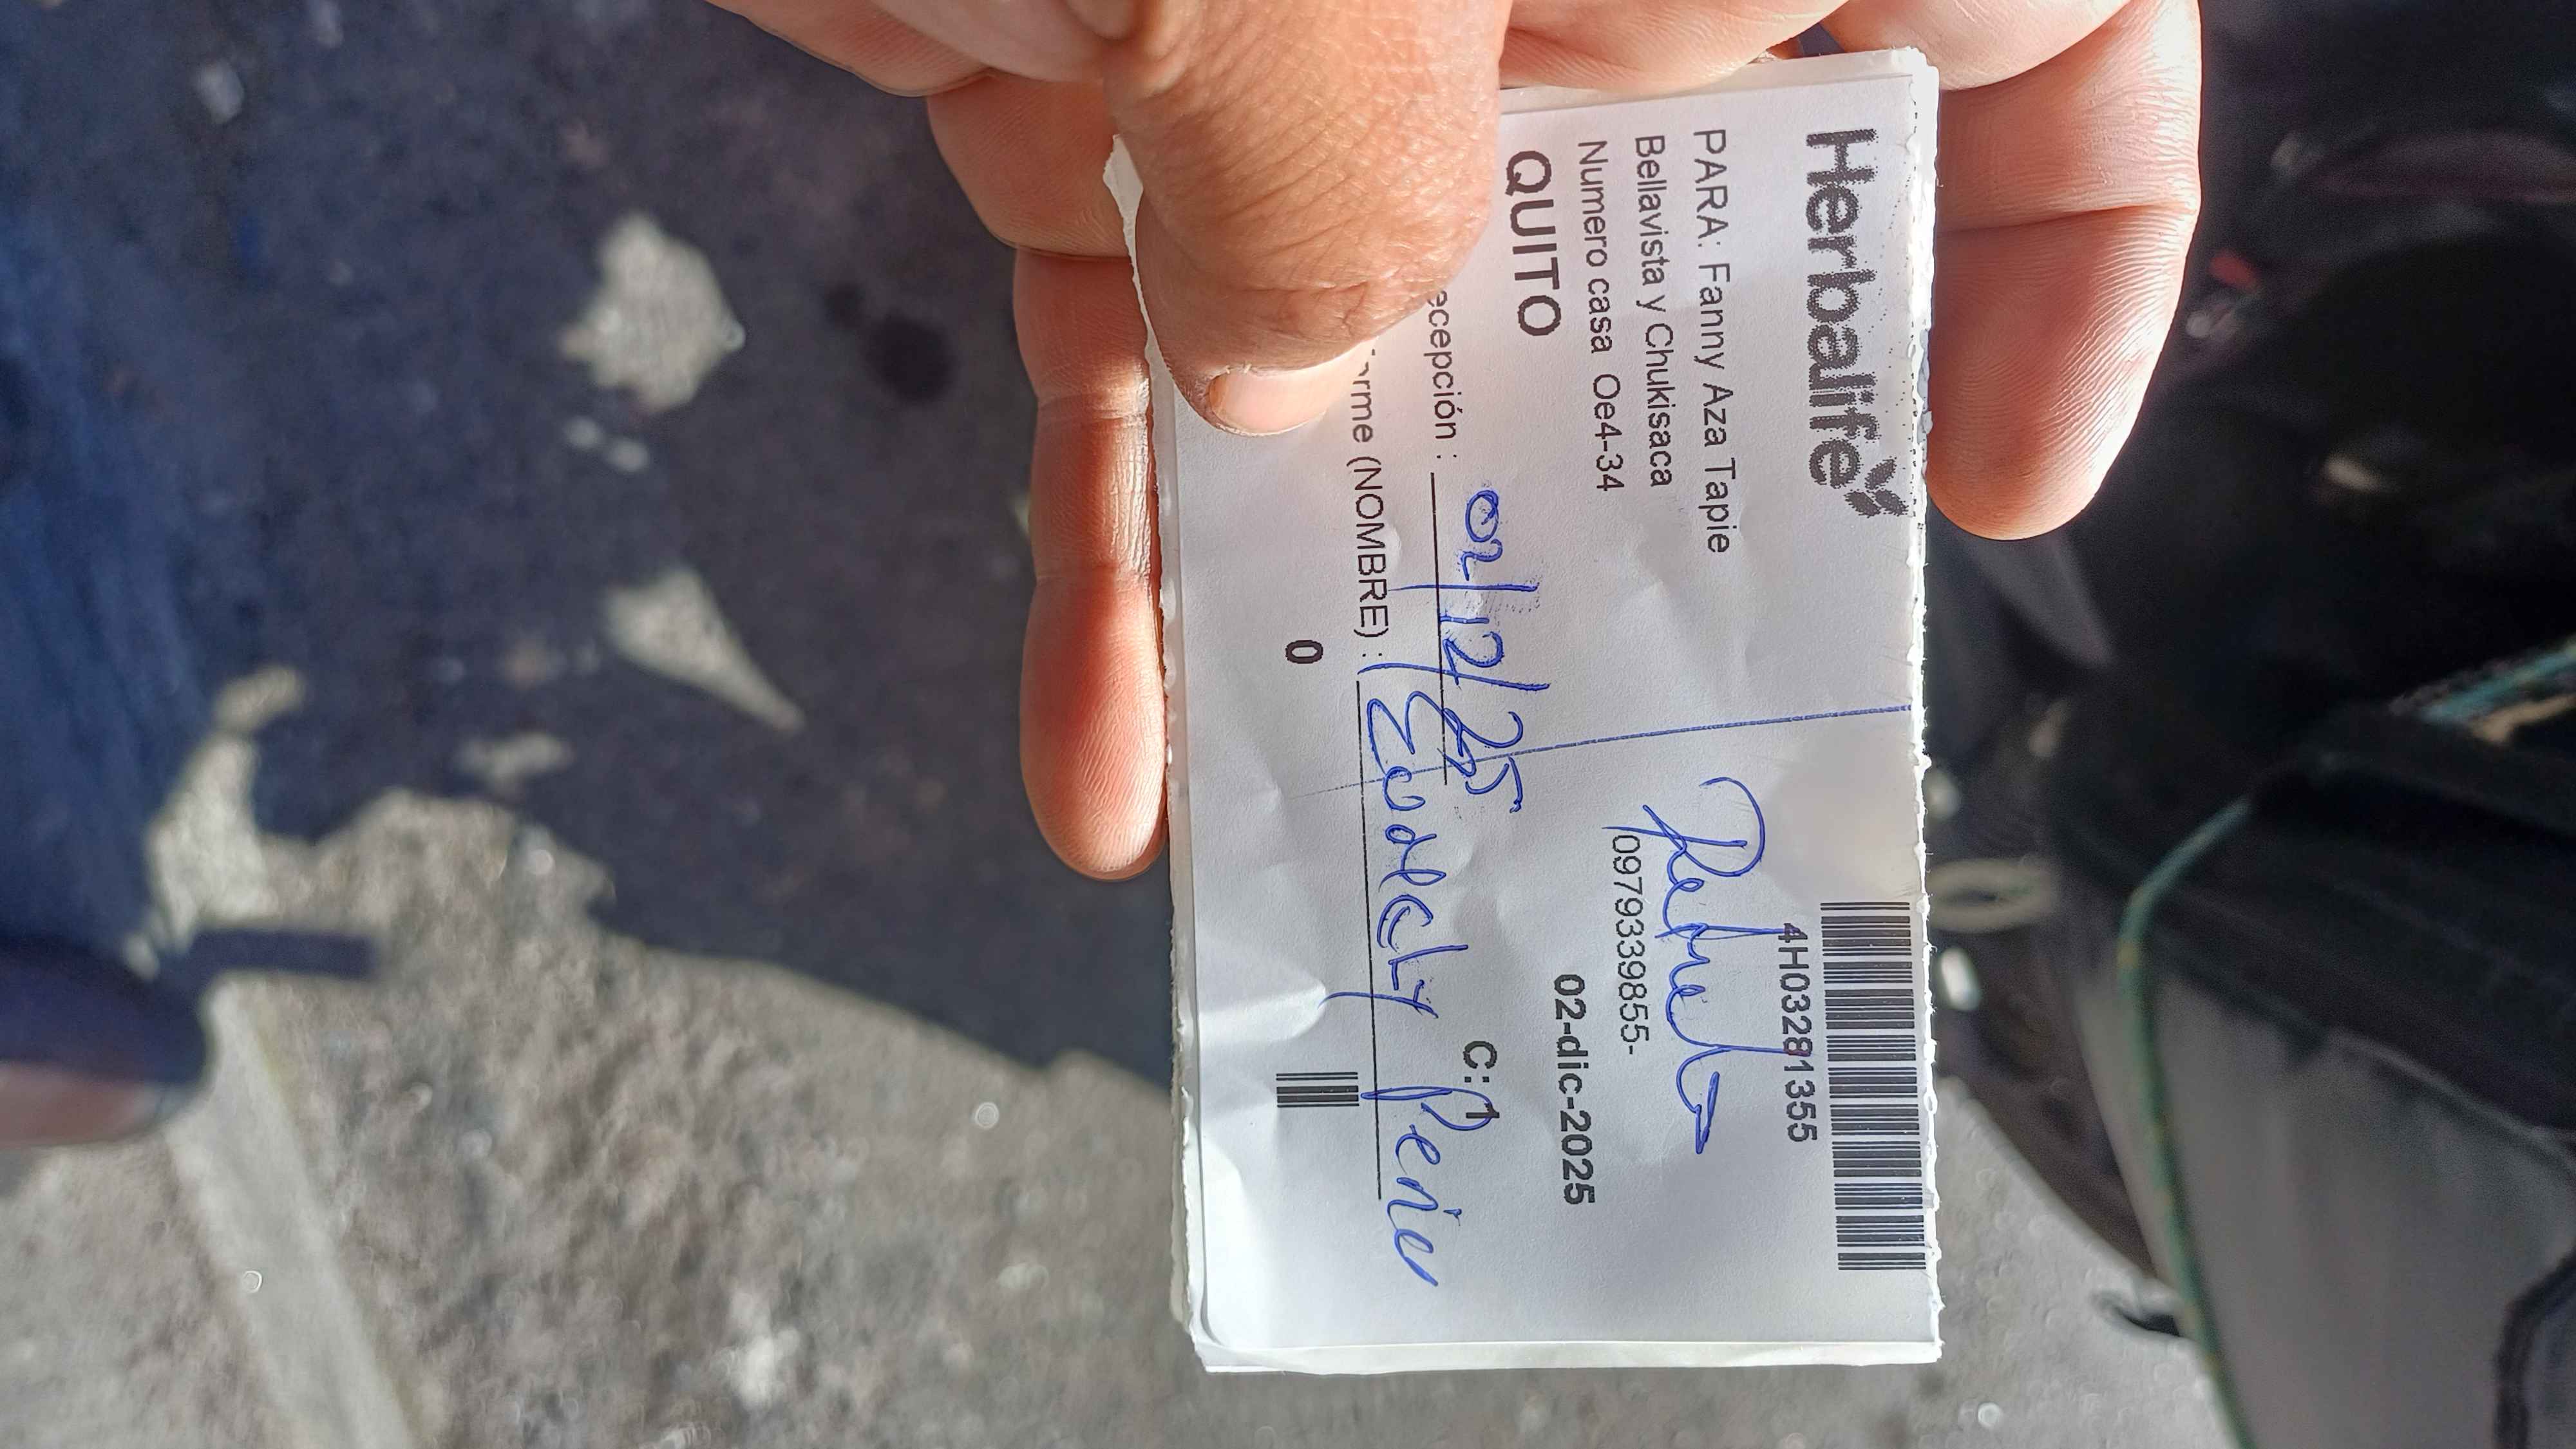 Herbalife
4H03281355
PARA: Fanny Aza Tapie
Bellavista y Chukisaca
0979339855-
Numero casa Oe4-34
QUITO
02-dic-2025
ecepción : 02/12/25
C: 1
rme (NOMBRE) :
0